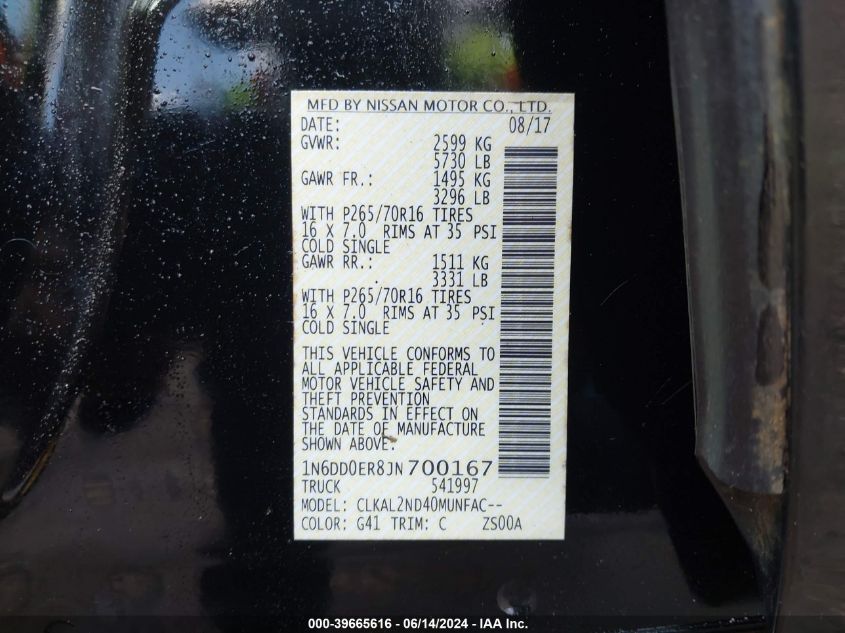 MFD BY NISSAN MOTOR CO., LTD.
DATE: 08/17
GVWR: 2599 KG
5730 LB
GAWR FR.: 1495 KG
3296 LB
WITH P265/70R16 TIRES
16 X 7.0 RIMS AT 35 PSI
COLD SINGLE
GAWR RR.: 1511 KG
3331 LB
WITH P265/70R16 TIRES
16 X 7.0 RIMS AT 35 PSI
COLD SINGLE
THIS VEHICLE CONFORMS TO
ALL APPLICABLE FEDERAL
MOTOR VEHICLE SAFETY AND
THEFT PREVENTION
STANDARDS IN EFFECT ON
THE DATE OF MANUFACTURE
SHOWN ABOVE.
1N6DD0ER8JN700167
TRUCK 541997
MODEL: CLKAL2ND40MUNFAC--
COLOR: G41 TRIM: C ZS00A
000-39665616 - 06/14/2024 - IAA Inc.